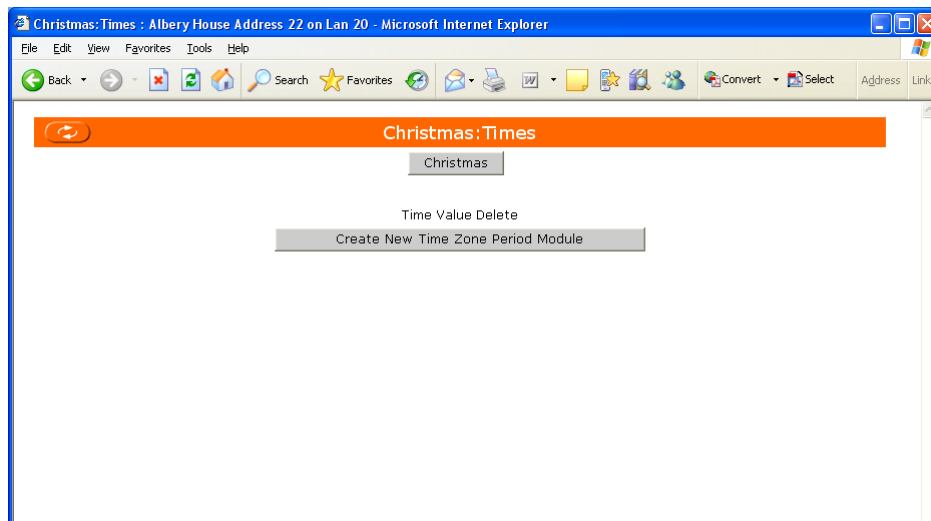 Christmas:Times : Albery House Address 22 on Lan 20 - Microsoft Internet Explorer
File Edit View Favorites Tools Help
Back Search Favorites Convert Select Address Link
Christmas:Times
Christmas
Time Value Delete
Create New Time Zone Period Module